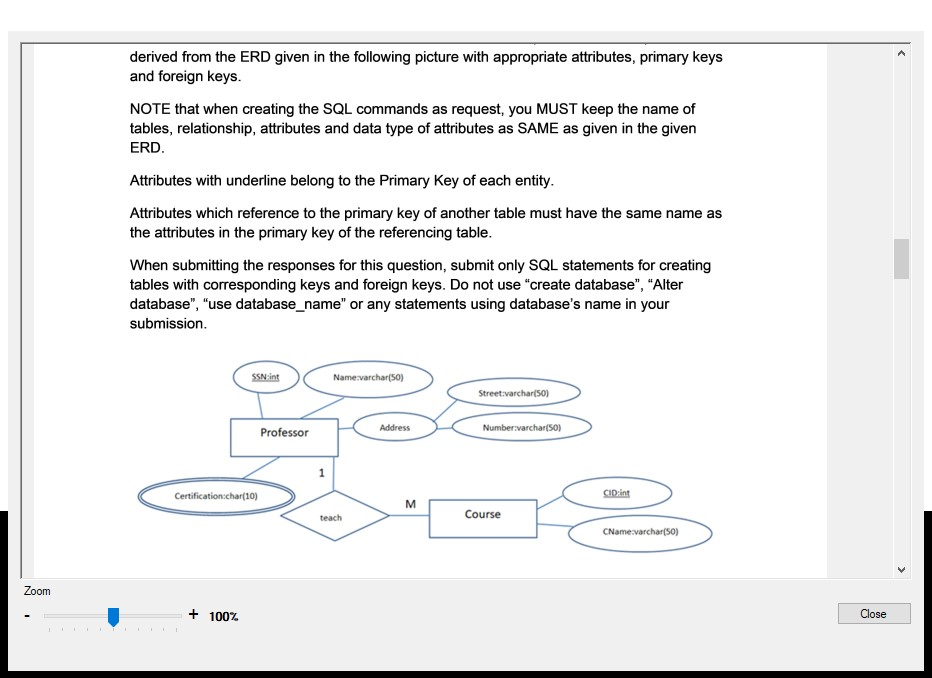 derived from the ERD given in the following picture with appropriate attributes, primary keys
and foreign keys.
NOTE that when creating the SQL commands as request, you MUST keep the name of
tables, relationship, attributes and data type of attributes as SAME as given in the given
ERD.
Attributes with underline belong to the Primary Key of each entity.
Attributes which reference to the primary key of another table must have the same name as
the attributes in the primary key of the referencing table.
When submitting the responses for this question, submit only SQL statements for creating
tables with corresponding keys and foreign keys. Do not use “create database”, “Alter
database”, “use database_name” or any statements using database’s name in your
submission.
SSN:int
Name:varchar(50)
Street:varchar(50)
Professor
Address
Number:varchar(50)
1
Certification:char(10)
teach
M
Course
CID:int
CName:varchar(50)
Zoom
- + 100%
Close